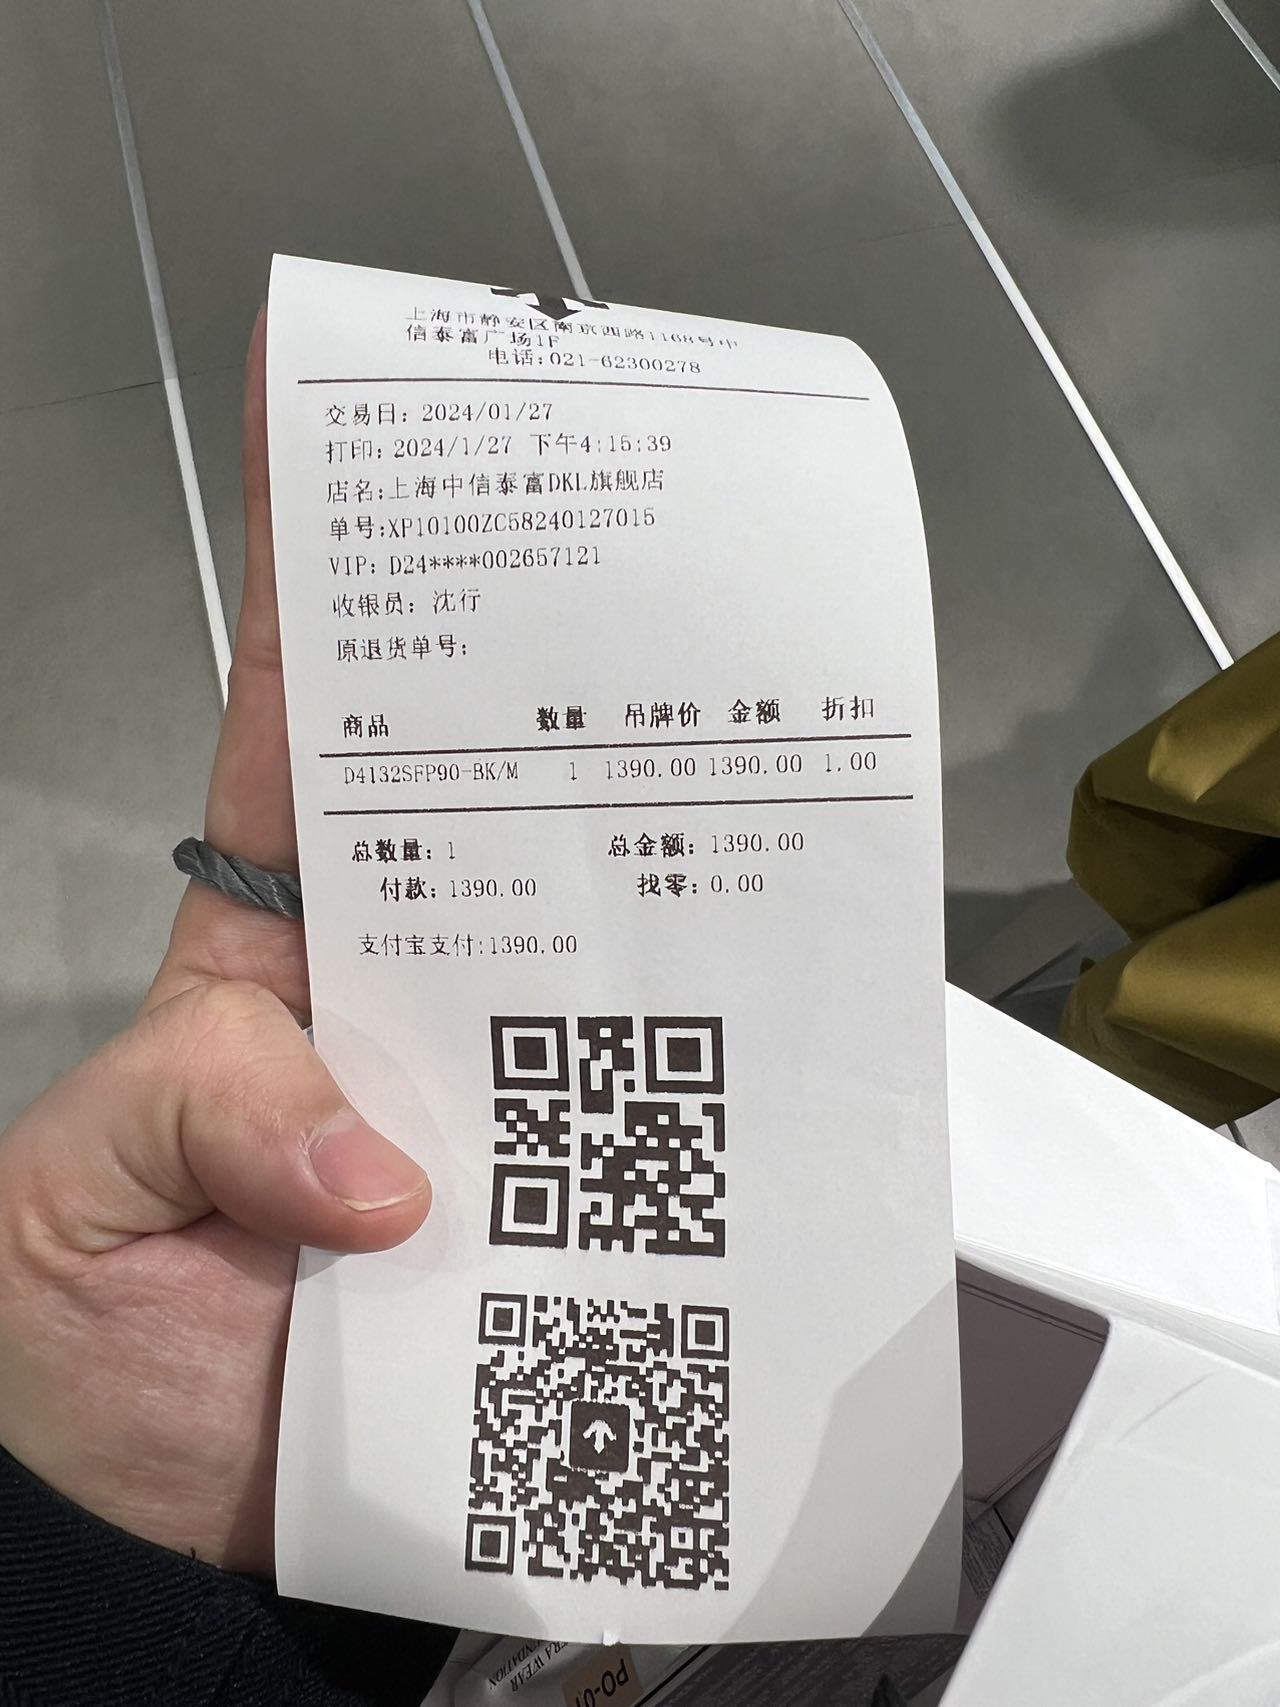 上海市静安区南京西路1168号中
信泰富广场1F
电话:021-62300278
交易日: 2024/01/27
打印: 2024/1/27 下午4:15:39
店名:上海中信泰富DKL旗舰店
单号:XP10100ZC58240127015
VIP: D24****002657121
收银员: 沈行
原退货单号:
商品 数量 吊牌价 金额 折扣
D4132SFP90-BK/M 1 1390.00 1390.00 1.00
总数量: 1 总金额: 1390.00
付款: 1390.00 找零: 0.00
支付宝支付:1390.00
WEAR
PO-0